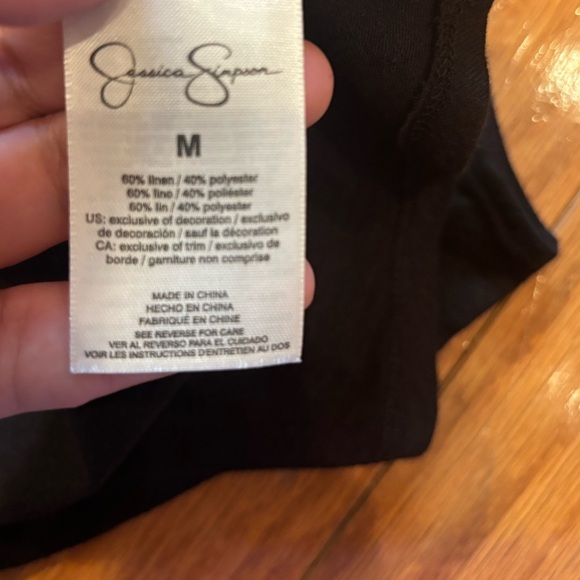 Jessica Simpson
M
60% linen / 40% polyester
60% lino / 40% poliéster
60% lin / 40% polyester
US: exclusive of decoration / exclusivo
de decoración / sauf la décoration
CA: exclusive of trim / exclusivo de
borde / garniture non comprise
MADE IN CHINA
HECHO EN CHINA
FABRIQUÉ EN CHINE
SEE REVERSE FOR CARE
VER AL REVERSO PARA EL CUIDADO
VOIR LES INSTRUCTIONS D'ENTRETIEN AU DOS